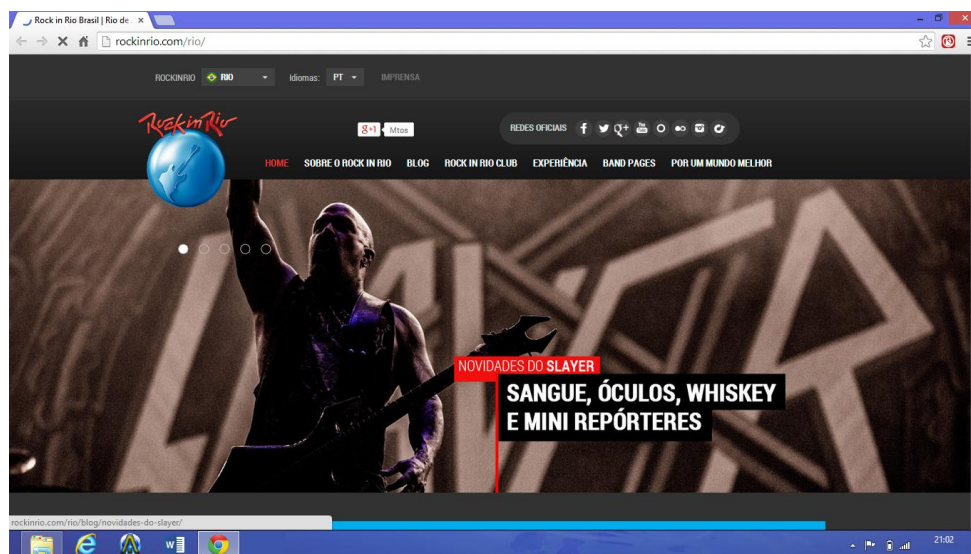 Rock in Rio Brasil | Rio de
rockinrio.com/rio/
ROCKINRIO RIO Idiomas: PT IMPRENSA
Rock in Rio
g+1 Mtos
REDES OFICIAIS
HOME SOBRE O ROCK IN RIO BLOG ROCK IN RIO CLUB EXPERIÊNCIA BAND PAGES POR UM MUNDO MELHOR
NOVIDADES DO SLAYER
SANGUE, ÓCULOS, WHISKEY
E MINI REPÓRTERES
rockinrio.com/rio/blog/novidades-do-slayer/
21:02